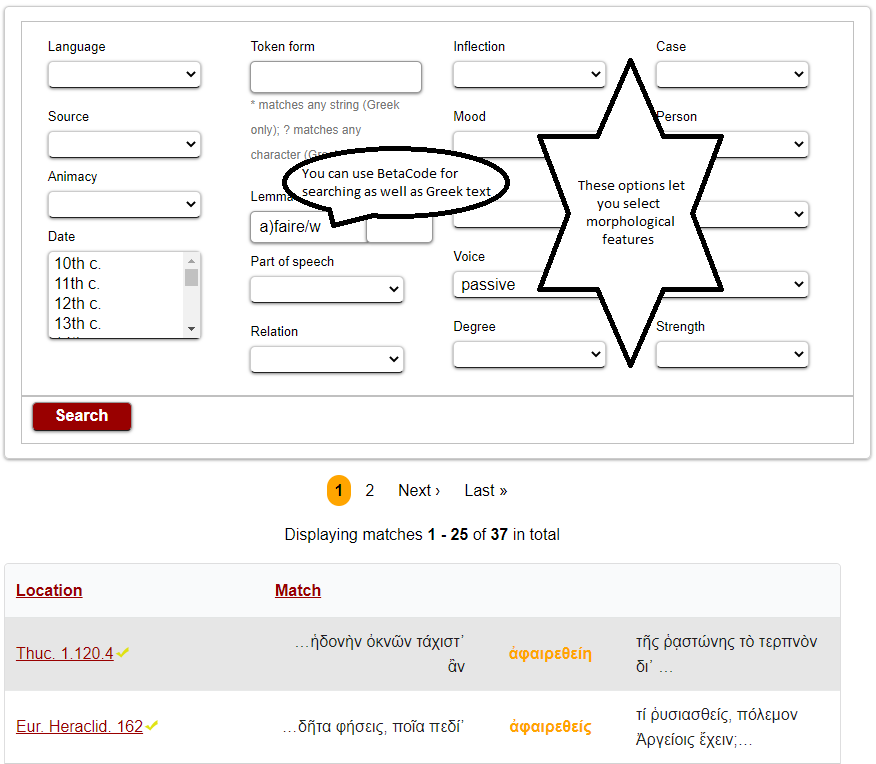 Language
Token form
Inflection
Case
* matches any string (Greek
only); ? matches any
character
Source
Mood
Person
Animacy
You can use BetaCode for
searching as well as Greek text
These options let
you select
morphological
features
Lemma
a)faire/w
Date
10th c.
11th c.
12th c.
13th c.
Part of speech
Voice
passive
Relation
Degree
Strength
Search
1 2 Next › Last »
Displaying matches 1 - 25 of 37 in total
Location Match
Thuc. 1.120.4
…ἡδονὴν ὀκνῶν τάχιστ’
ἂν
ἀφαιρεθείη
τῆς ῥᾳστώνης τὸ τερπνὸν
δι’ …
Eur. Heraclid. 162
…δῆτα φήσεις, ποῖα πεδί’
ἀφαιρεθείς
τί ῥυσιασθείς, πόλεμον
Ἀργείοις ἔχειν;…